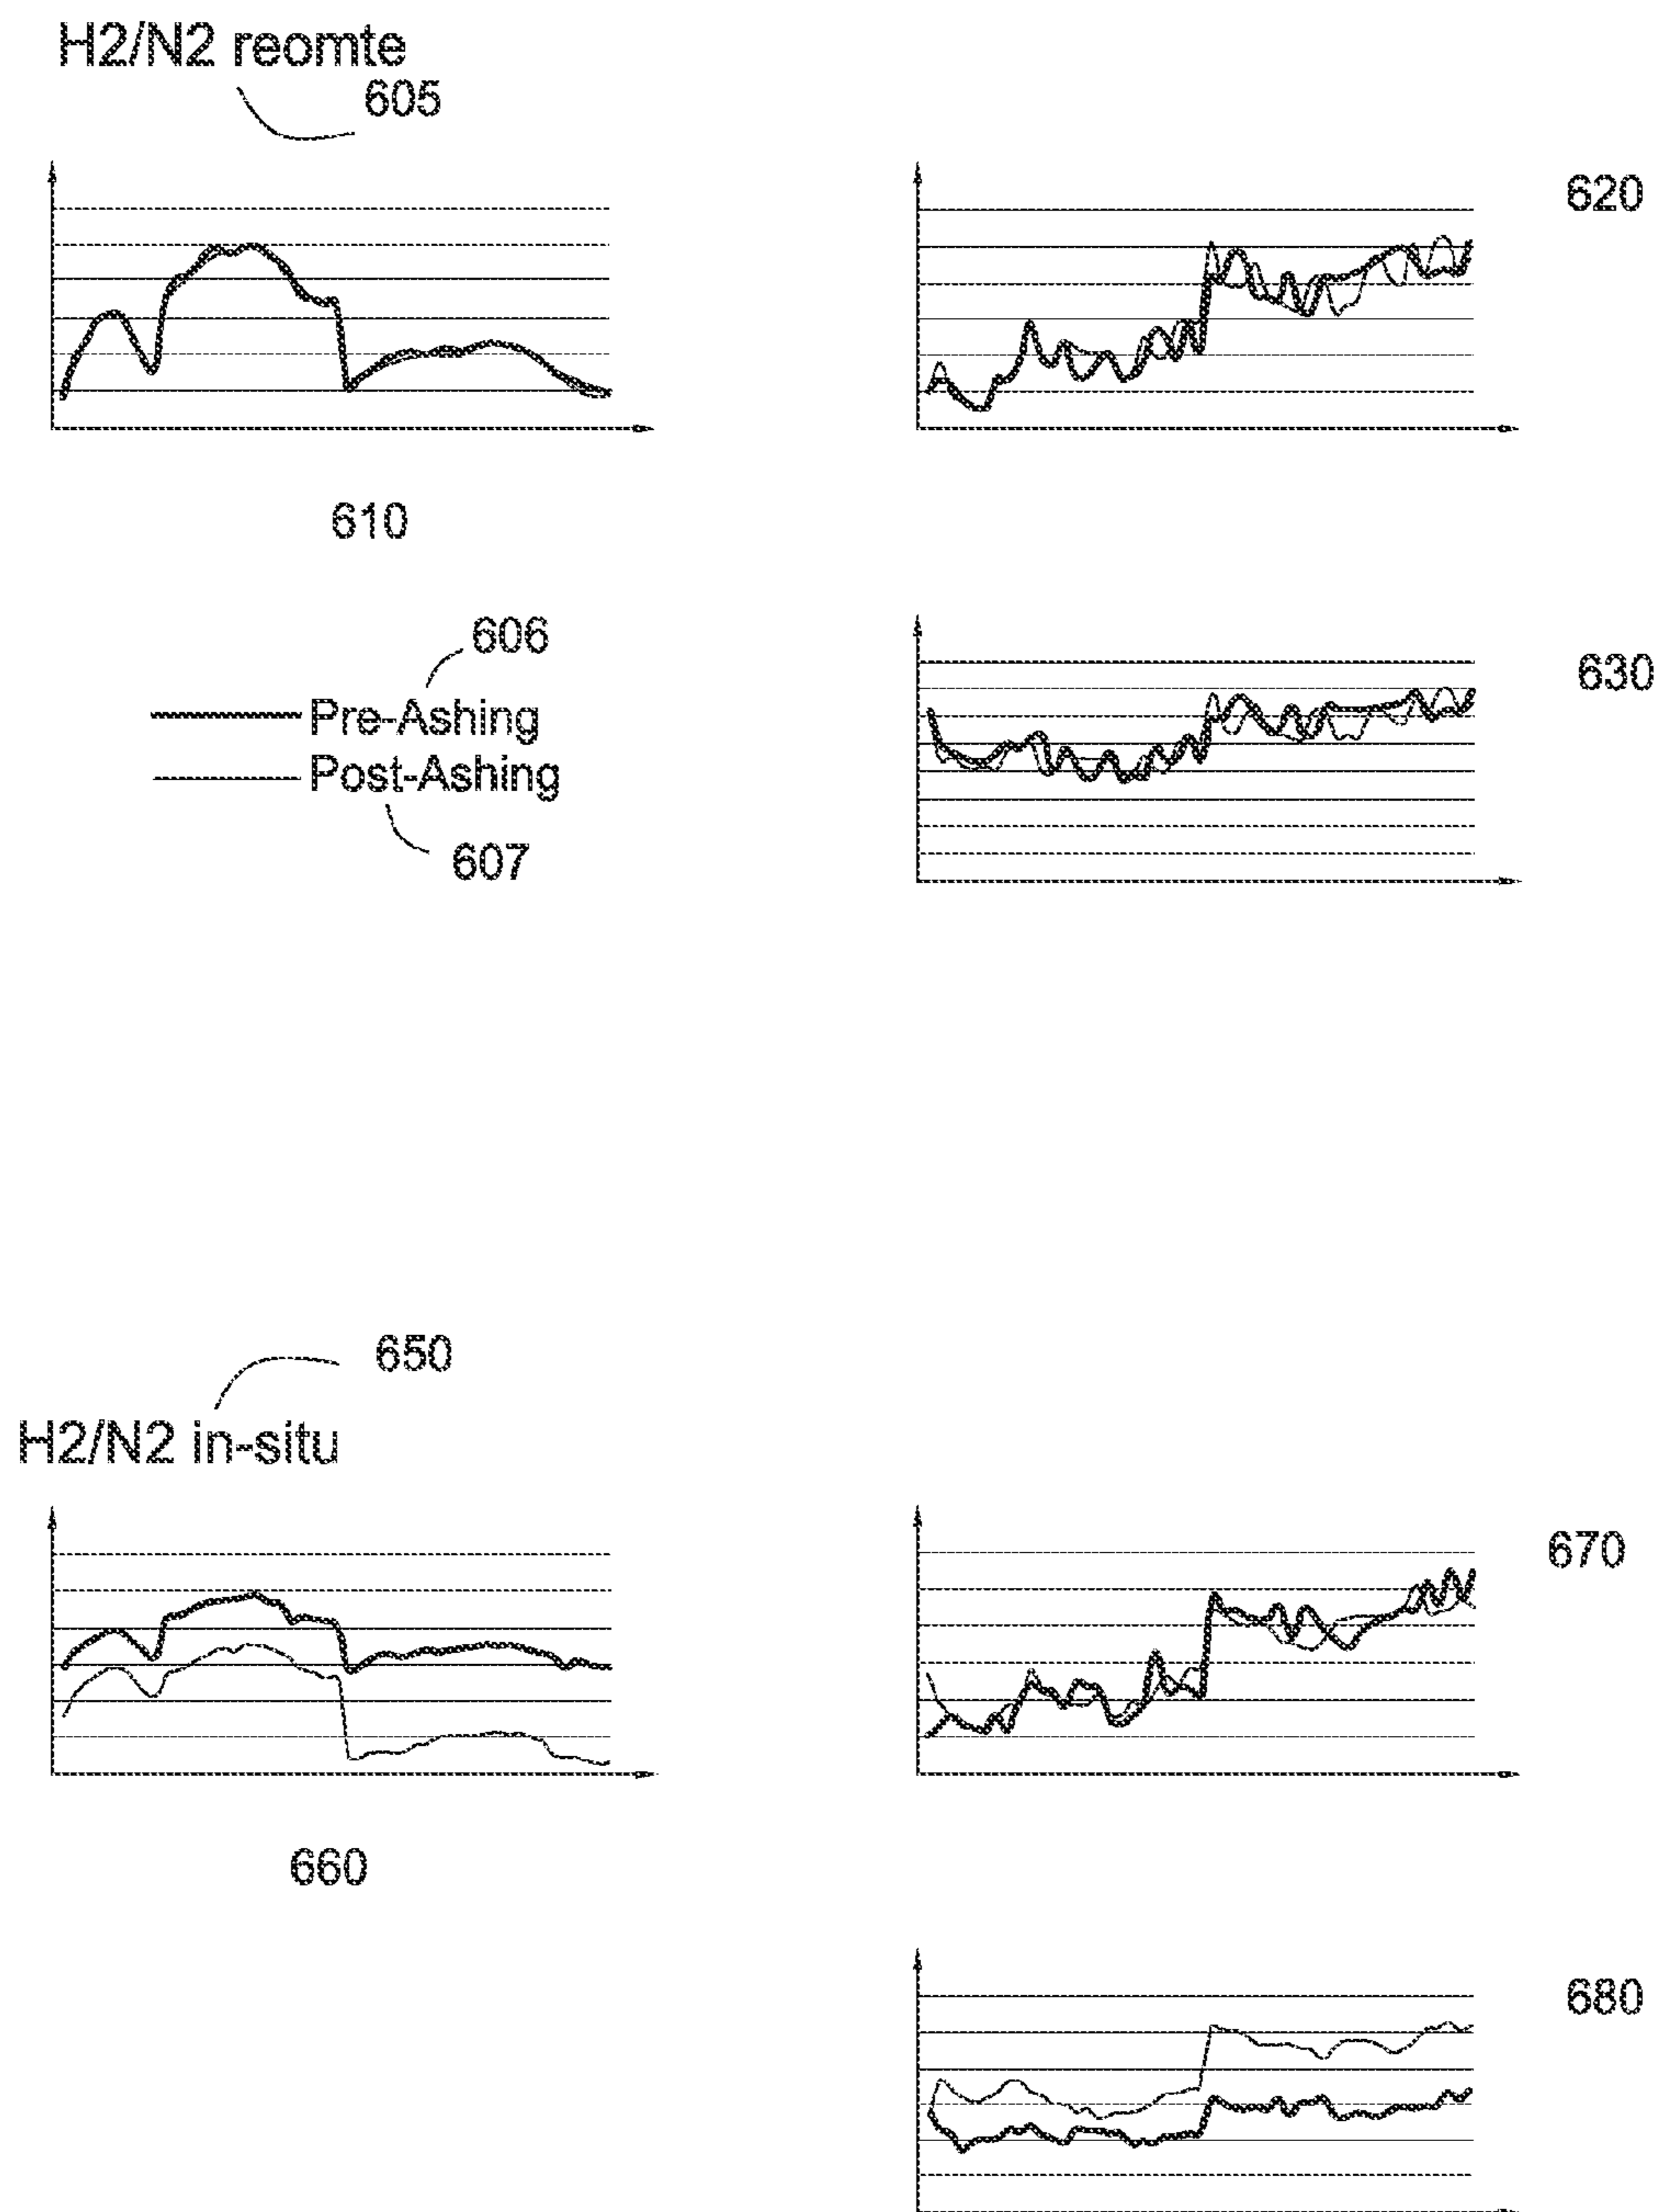 H2/N2 reomte
605
620
610
606
630
Pre-Ashing
Post-Ashing
607
650
H2/N2 in-situ
670
660
680